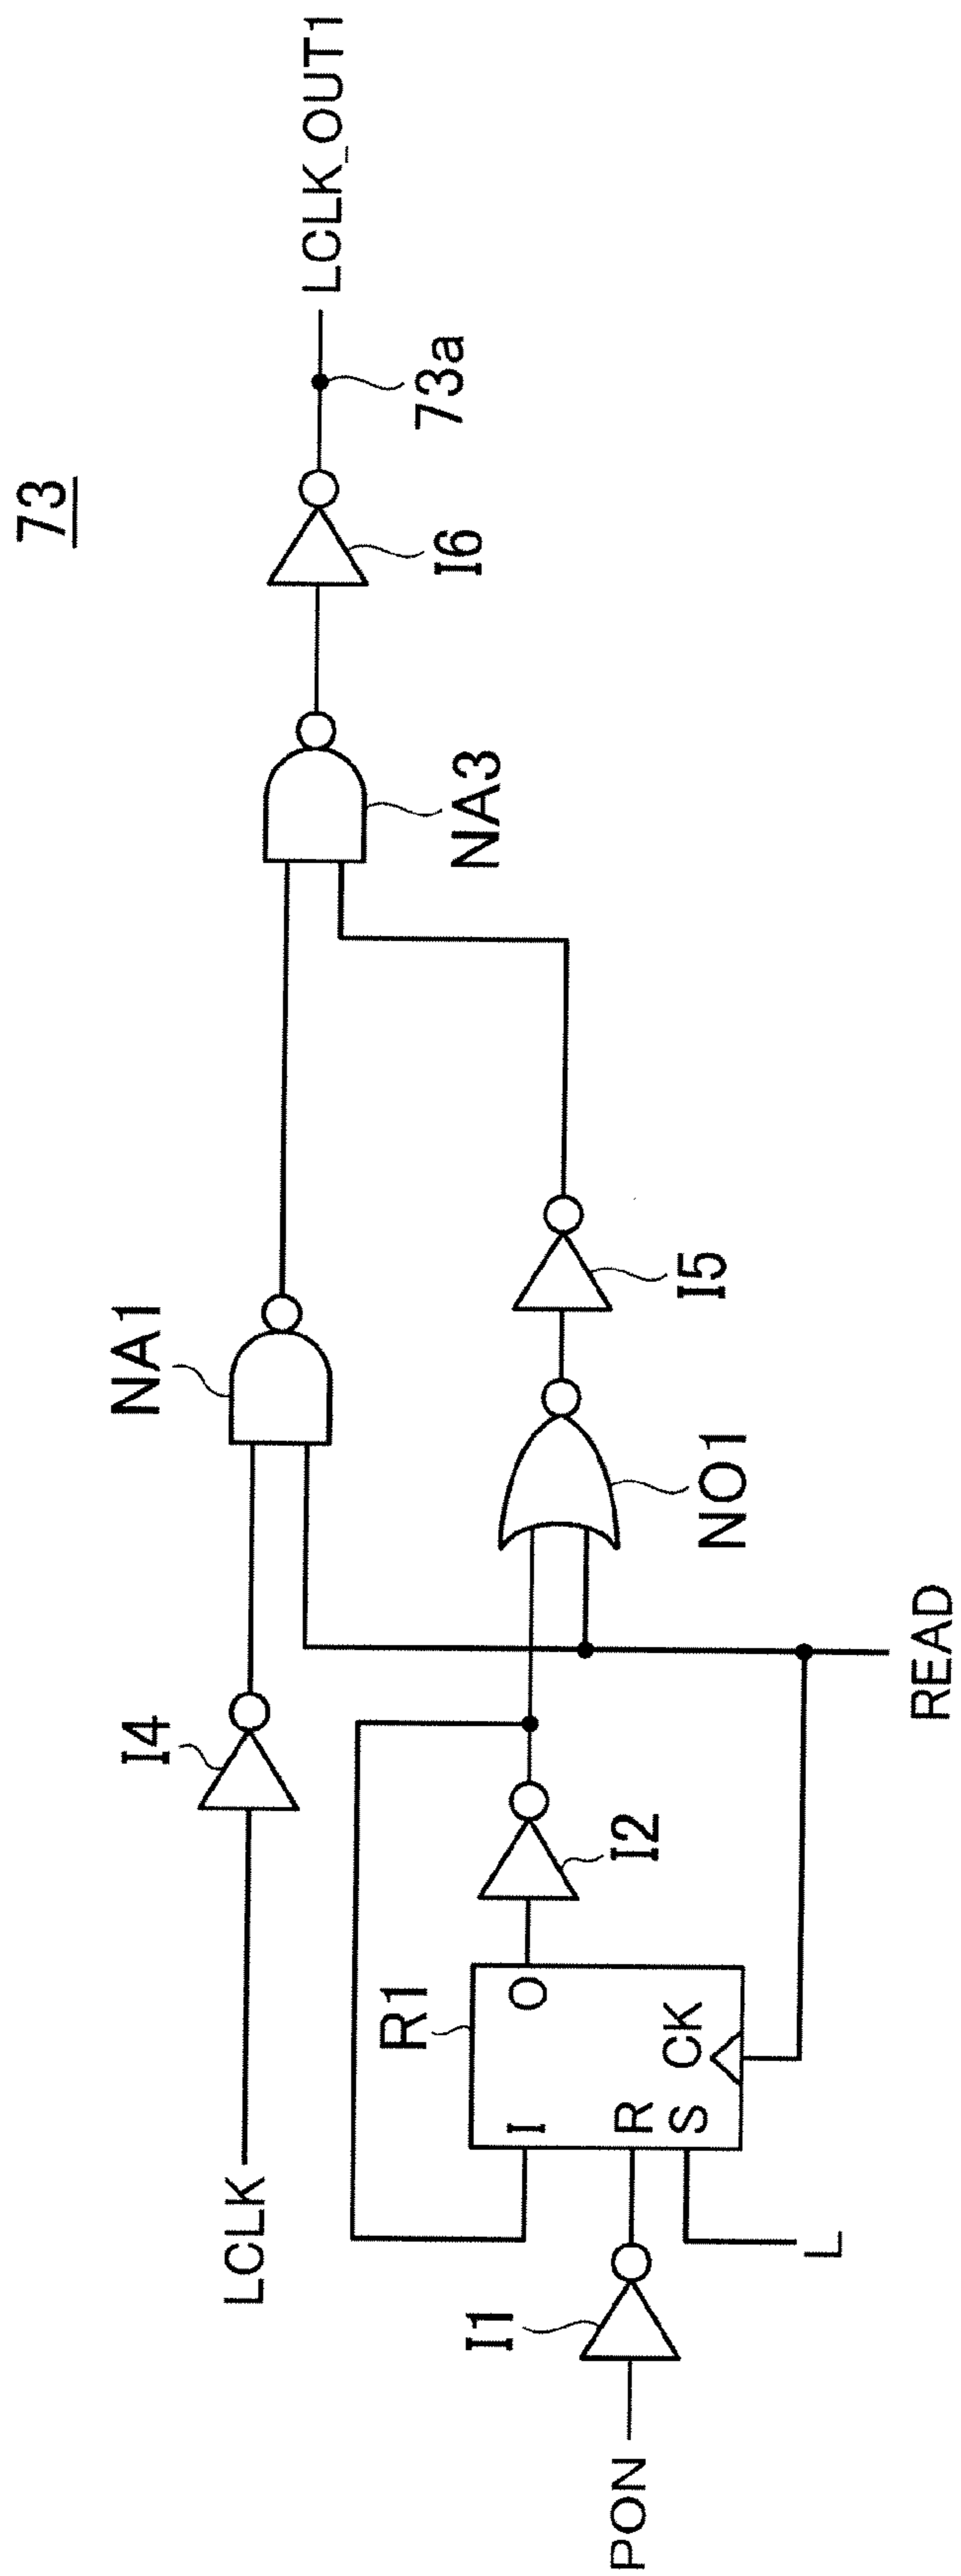 73
LCLK
I4
NA1
NA3
I6
LCLK_OUT1
73a
R1
I
O
R
S
CK
I2
NO1
I5
I1
PON
L
READ